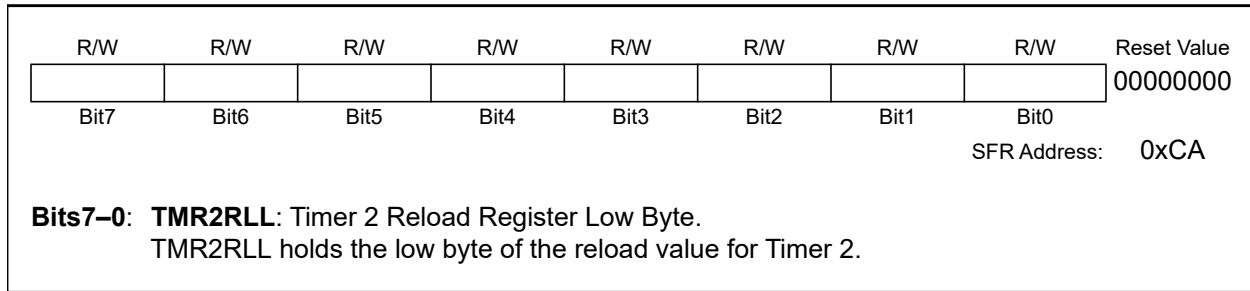 R/W R/W R/W R/W R/W R/W R/W R/W Reset Value
00000000
Bit7 Bit6 Bit5 Bit4 Bit3 Bit2 Bit1 Bit0
SFR Address: 0xCA
Bits7–0: TMR2RLL: Timer 2 Reload Register Low Byte.
TMR2RLL holds the low byte of the reload value for Timer 2.